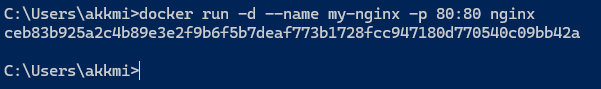 C:\Users\akkmi>docker run -d --name my-nginx -p 80:80 nginx
ceb83b925a2c4b89e3e2f9b6f5b7deaf773b1728fcc947180d770540c09bb42a
C:\Users\akkmi>